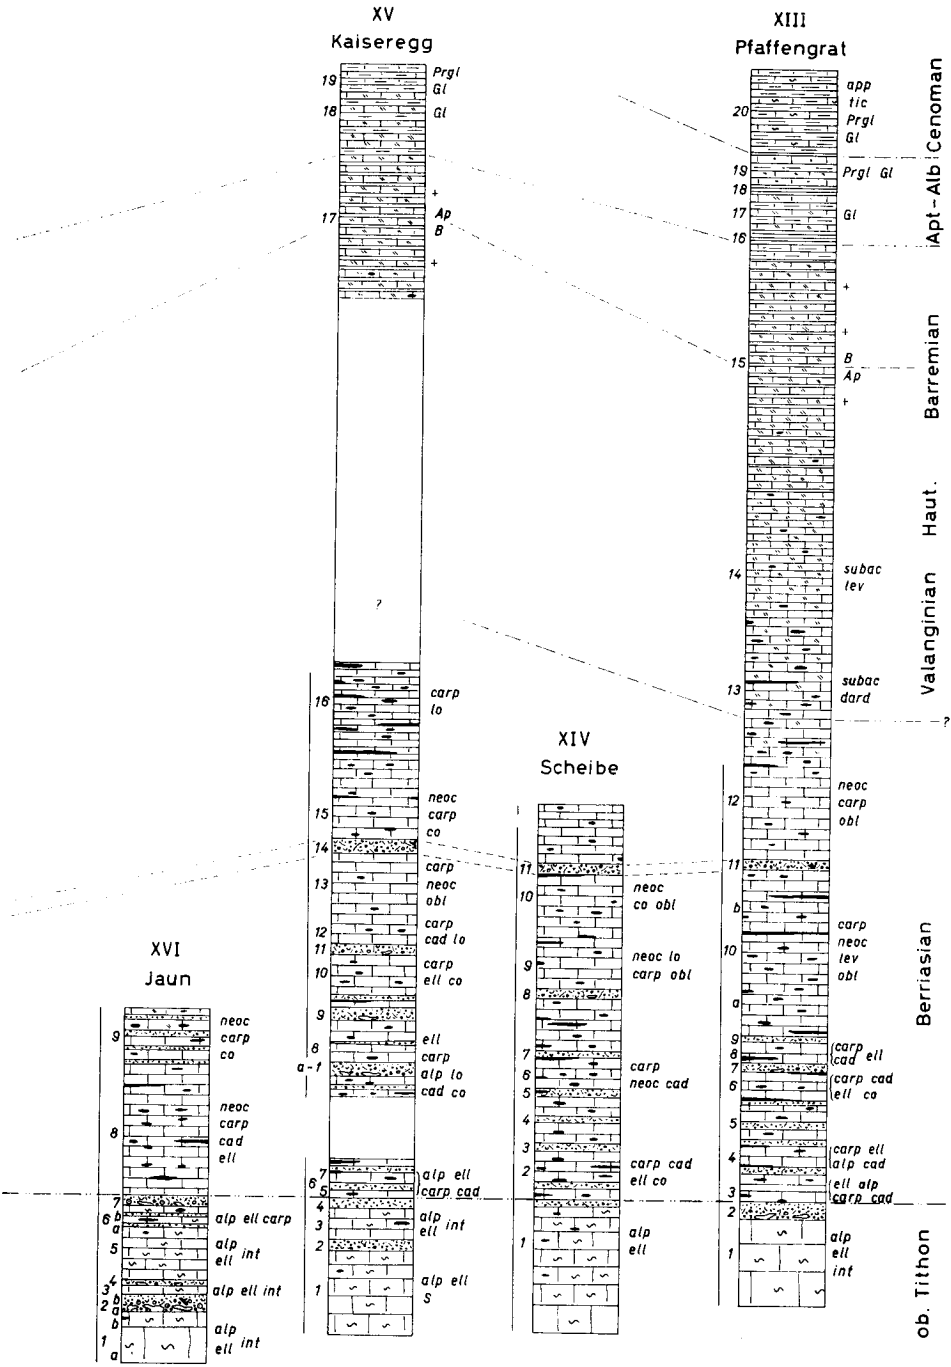 XV
Kaiseregg
19
Prgl
Gl
18
Gl
+
17
Ap
B
+
?
16
carp
lo
15
neoc
carp
co
14
carp
13
neoc
obl
12
carp
cad lo
11
carp
10
ell co
9
ell
8
carp
a-1
alp lo
cad co
7
alp ell
6
5
carp cad
4
alp
3
ell int
2
alp ell
1
S
XIII
Pfaffengrat
app
tic
20
Prgl
Gl
19
Prgl Gl
18
17
Gl
16
+
+
15
B
Ap
+
14
subac
lev
13
subac
dard
?
12
neoc
carp
obl
11
b
carp
neoc
10
lev
obl
a
9
carp
8
cad ell
7
carp cad
6
ell co
5
carp ell
4
alp cad
ell alp
3
carp cad
2
alp
1
ell
int
XIV
Scheibe
11
neoc
10
co obl
neoc lo
9
carp obl
8
7
carp
6
neoc cad
5
4
3
carp cad
2
ell co
alp
1
ell
XVI
Jaun
9
neoc
carp
co
neoc
carp
8
cad
ell
7
b
6
alp ell carp
a
alp
5
ell int
4
3
alp ell int
b
2
a
b
alp
1
ell int
a
Cenoman
Apt-Alb
Barremian
Haut.
Valanginian
Berriasian
ob. Tithon